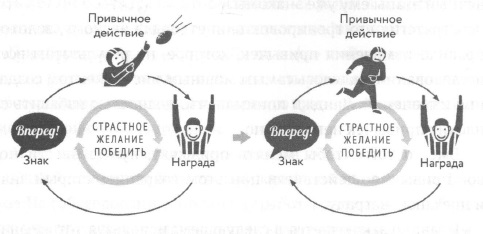 Привычное
действие
Вперед!
Знак
СТРАСТНОЕ
ЖЕЛАНИЕ
ПОБЕДИТЬ
Награда
Привычное
действие
Вперед!
Знак
СТРАСТНОЕ
ЖЕЛАНИЕ
ПОБЕДИТЬ
Награда